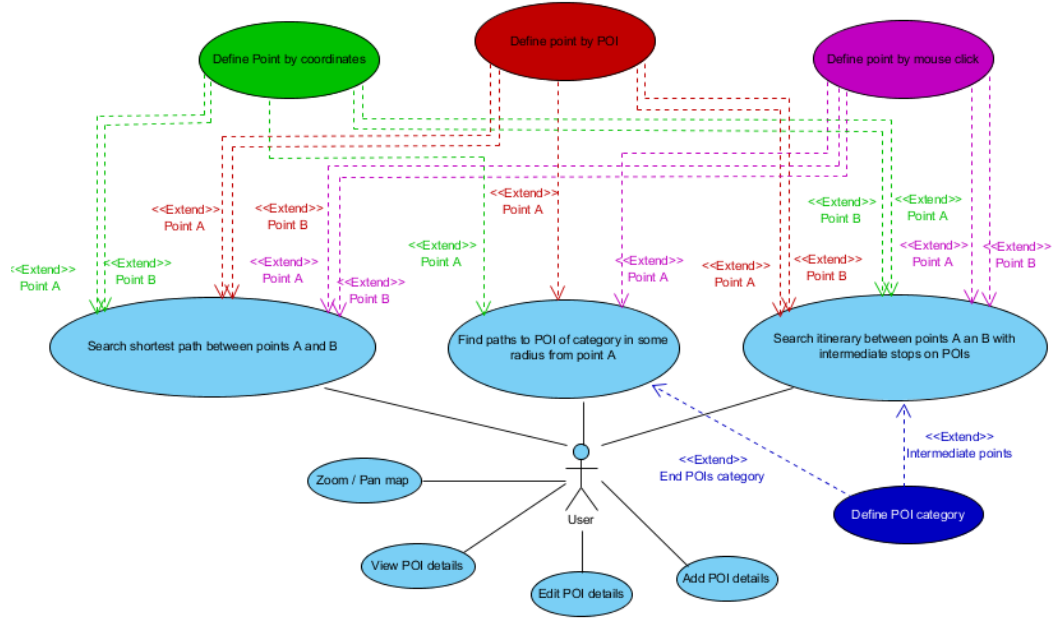 Define Point by coordinates
Define point by POI
Define point by mouse click
<<Extend>>
Point A
<<Extend>>
Point B
<<Extend>>
Point A
<<Extend>>
Point B
<<Extend>>
Point A
<<Extend>>
Point B
<<Extend>>
Point A
<<Extend>>
Point A
<<Extend>>
Point A
<<Extend>>
Point A
<<Extend>>
Point B
<<Extend>>
Point B
<<Extend>>
Point A
<<Extend>>
Point A
<<Extend>>
Point B
Search shortest path between points A and B
Find paths to POI of category in some
radius from point A
Search itinerary between points A an B with
intermediate stops on POIs
<<Extend>>
Intermediate points
<<Extend>>
End POIs category
Zoom / Pan map
User
Define POI category
View POI details
Edit POI details
Add POI details